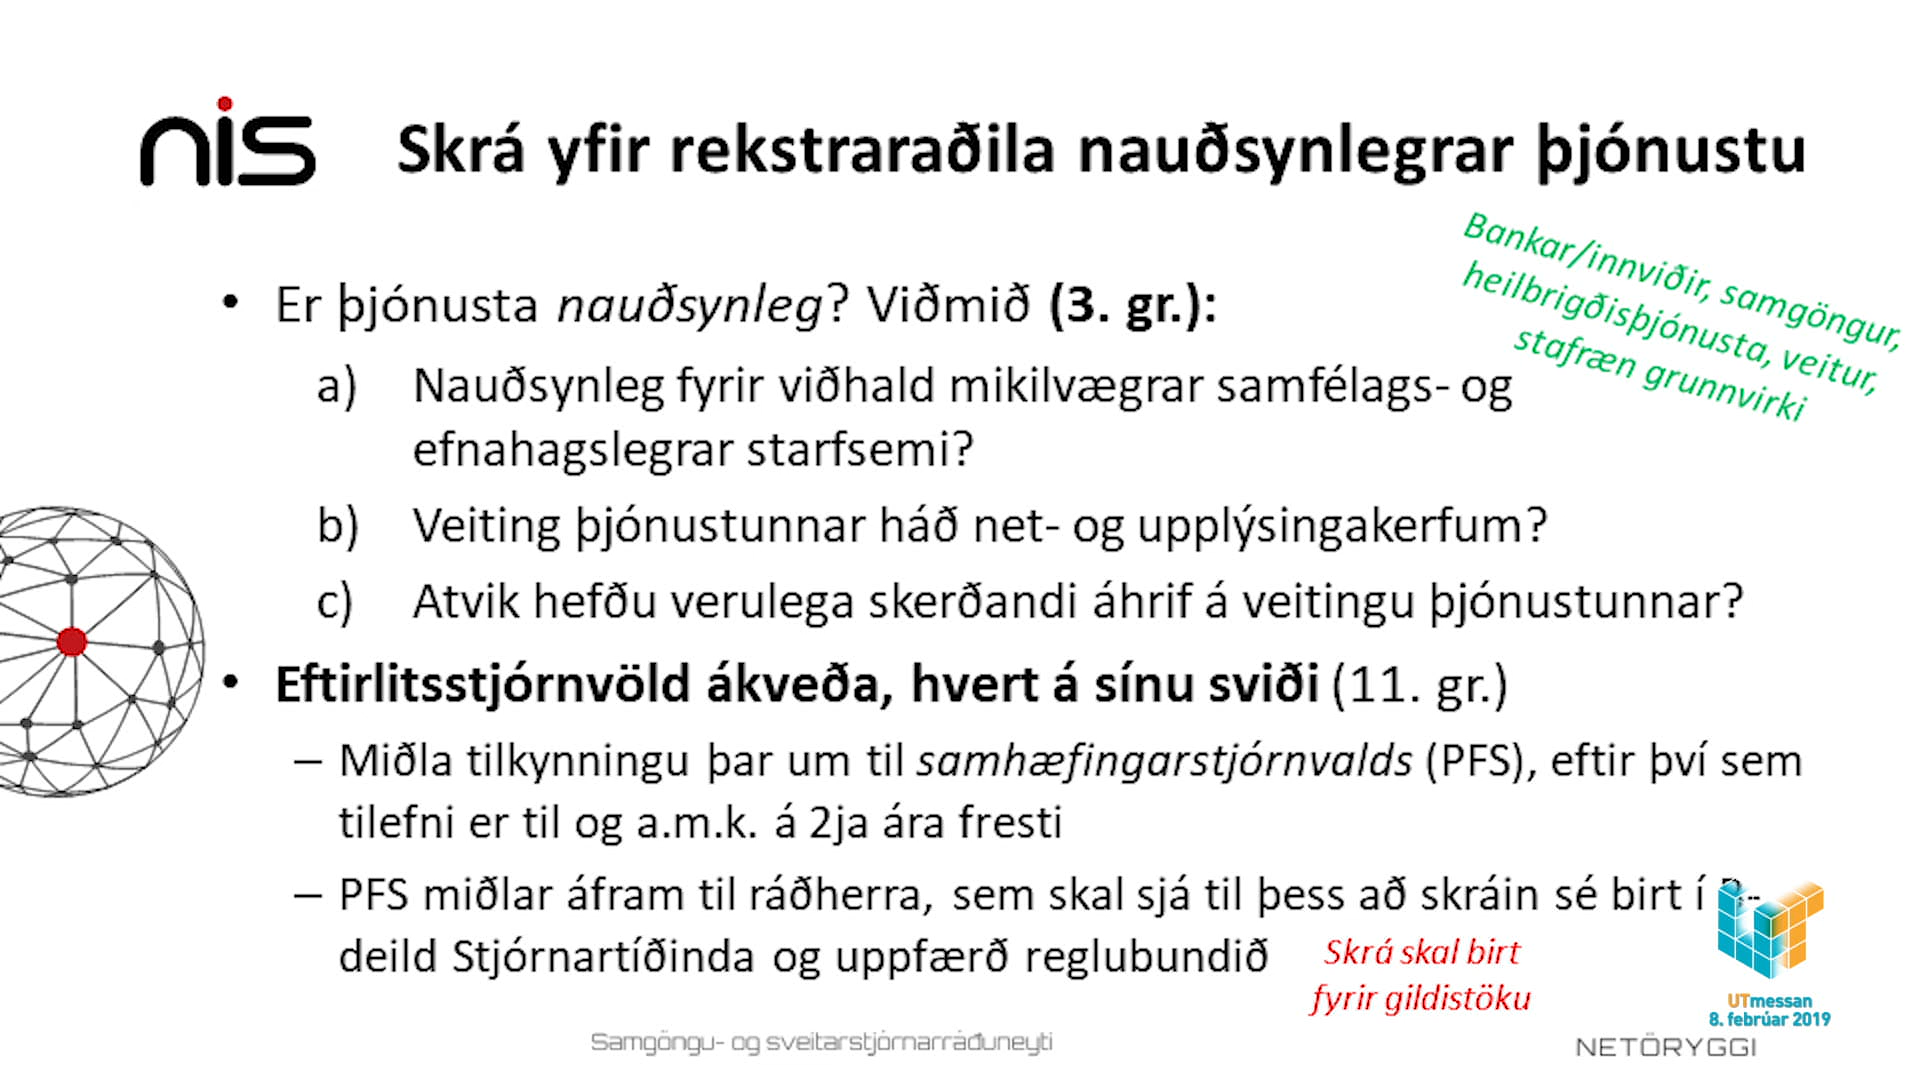 nis
Skrá yfir rekstraraðila nauðsynlegrar þjónustu
Bankar/innviðir, samgöngur,
heilbrigðisþjónusta, veitur,
stafræn grunnvirki
• Er þjónusta nauðsynleg? Viðmið (3. gr.):
a) Nauðsynleg fyrir viðhald mikilvægrar samfélags- og
efnahagslegrar starfsemi?
b) Veiting þjónustunnar háð net- og upplýsingakerfum?
c) Atvik hefðu verulega skerðandi áhrif á veitingu þjónustunnar?
• Eftirlitsstjórnvöld ákveða, hvert á sínu sviði (11. gr.)
– Miðla tilkynningu þar um til samhæfingarstjórnvalds (PFS), eftir því sem
tilefni er til og a.m.k. á 2ja ára fresti
– PFS miðlar áfram til ráðherra, sem skal sjá til þess að skráin sé birt í
deild Stjórnartíðinda og uppfærð reglubundið
Skrá skal birt
fyrir gildistöku
UTmessan
8. febrúar 2019
Samgöngu- og sveitarstjórnarráðuneyti
NETÖRYGGI